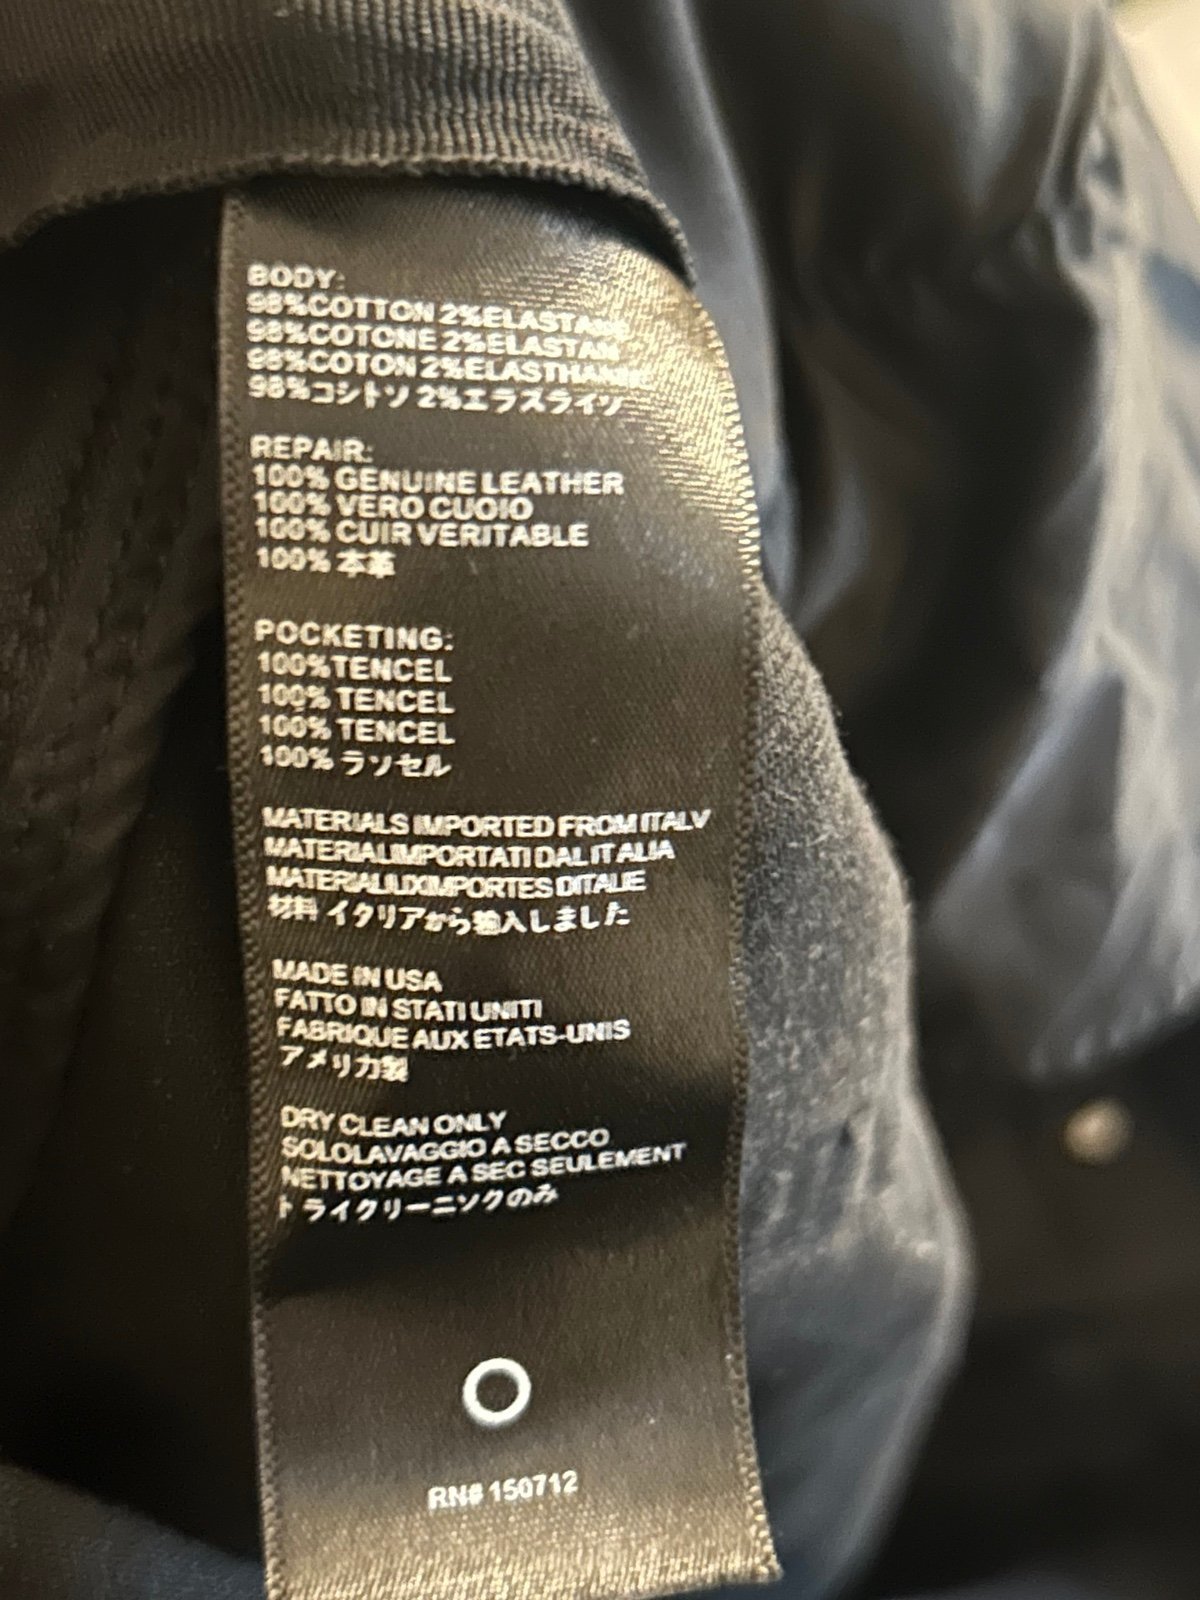 BODY:
98%COTTON 2%ELASTANE
98%COTONE 2%ELASTAN
98%COTON 2%ELASTHANNE
98%コシトソ 2%エラスライソ
REPAIR:
100% GENUINE LEATHER
100% VERO CUOIO
100% CUIR VERITABLE
100% 本革
POCKETING:
100%TENCEL
100% TENCEL
100% TENCEL
100% ラソセル
MATERIALS IMPORTED FROM ITALV
MATERIALIMPORTATI DAL ITALIA
MATERIALIUXIMPORTES DITALIE
材料 イタリアから輸入しました
MADE IN USA
FATTO IN STATI UNITI
FABRIQUE AUX ETATS-UNIS
アメリカ製
DRY CLEAN ONLY
SOLOLAVAGGIO A SECCO
NETTOYAGE A SEC SEULEMENT
トライクリーニソクのみ
RN# 150712